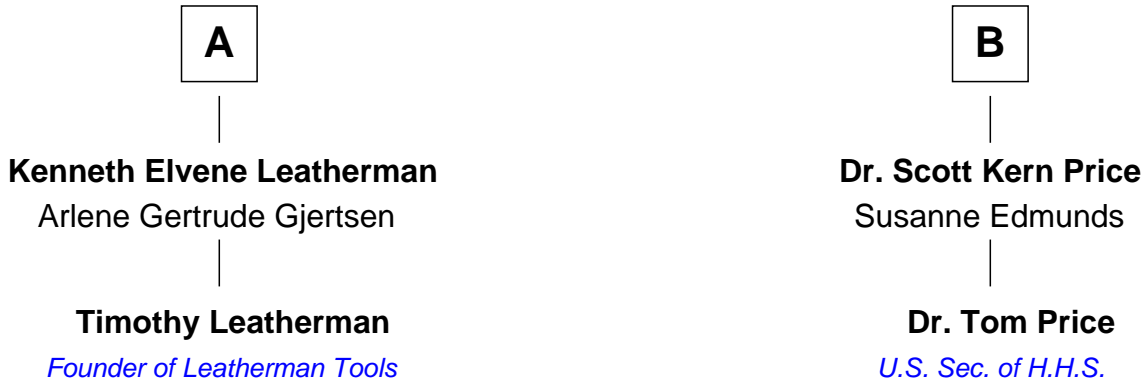 A
B
Kenneth Elvene Leatherman
Dr. Scott Kern Price
Arlene Gertrude Gjertsen
Susanne Edmunds
Timothy Leatherman
Dr. Tom Price
Founder of Leatherman Tools
U.S. Sec. of H.H.S.